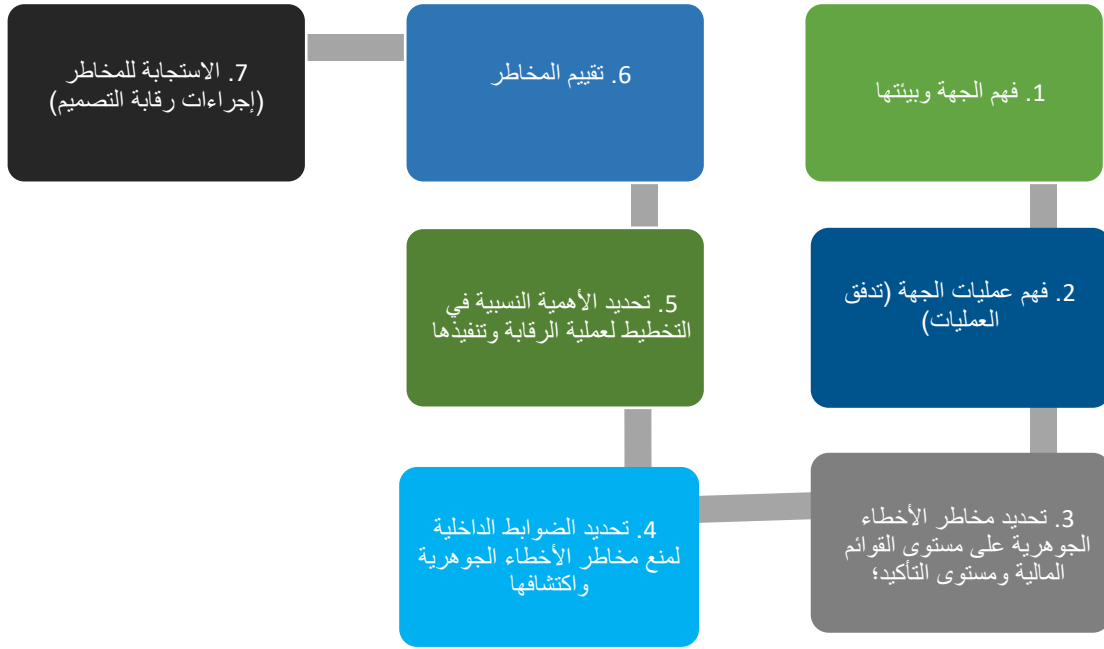 1. فهم الجهة وبيئتها
2. فهم عمليات الجهة (تدفق
العمليات)
3. تحديد مخاطر الأخطاء
الجوهرية على مستوى القوائم
المالية ومستوى التأكيد؛
4. تحديد الضوابط الداخلية
لمنع مخاطر الأخطاء الجوهرية
واكتشافها
5. تحديد الأهمية النسبية في
التخطيط لعملية الرقابة وتنفيذها
6. تقييم المخاطر
7. الاستجابة للمخاطر
(إجراءات رقابة التصميم)